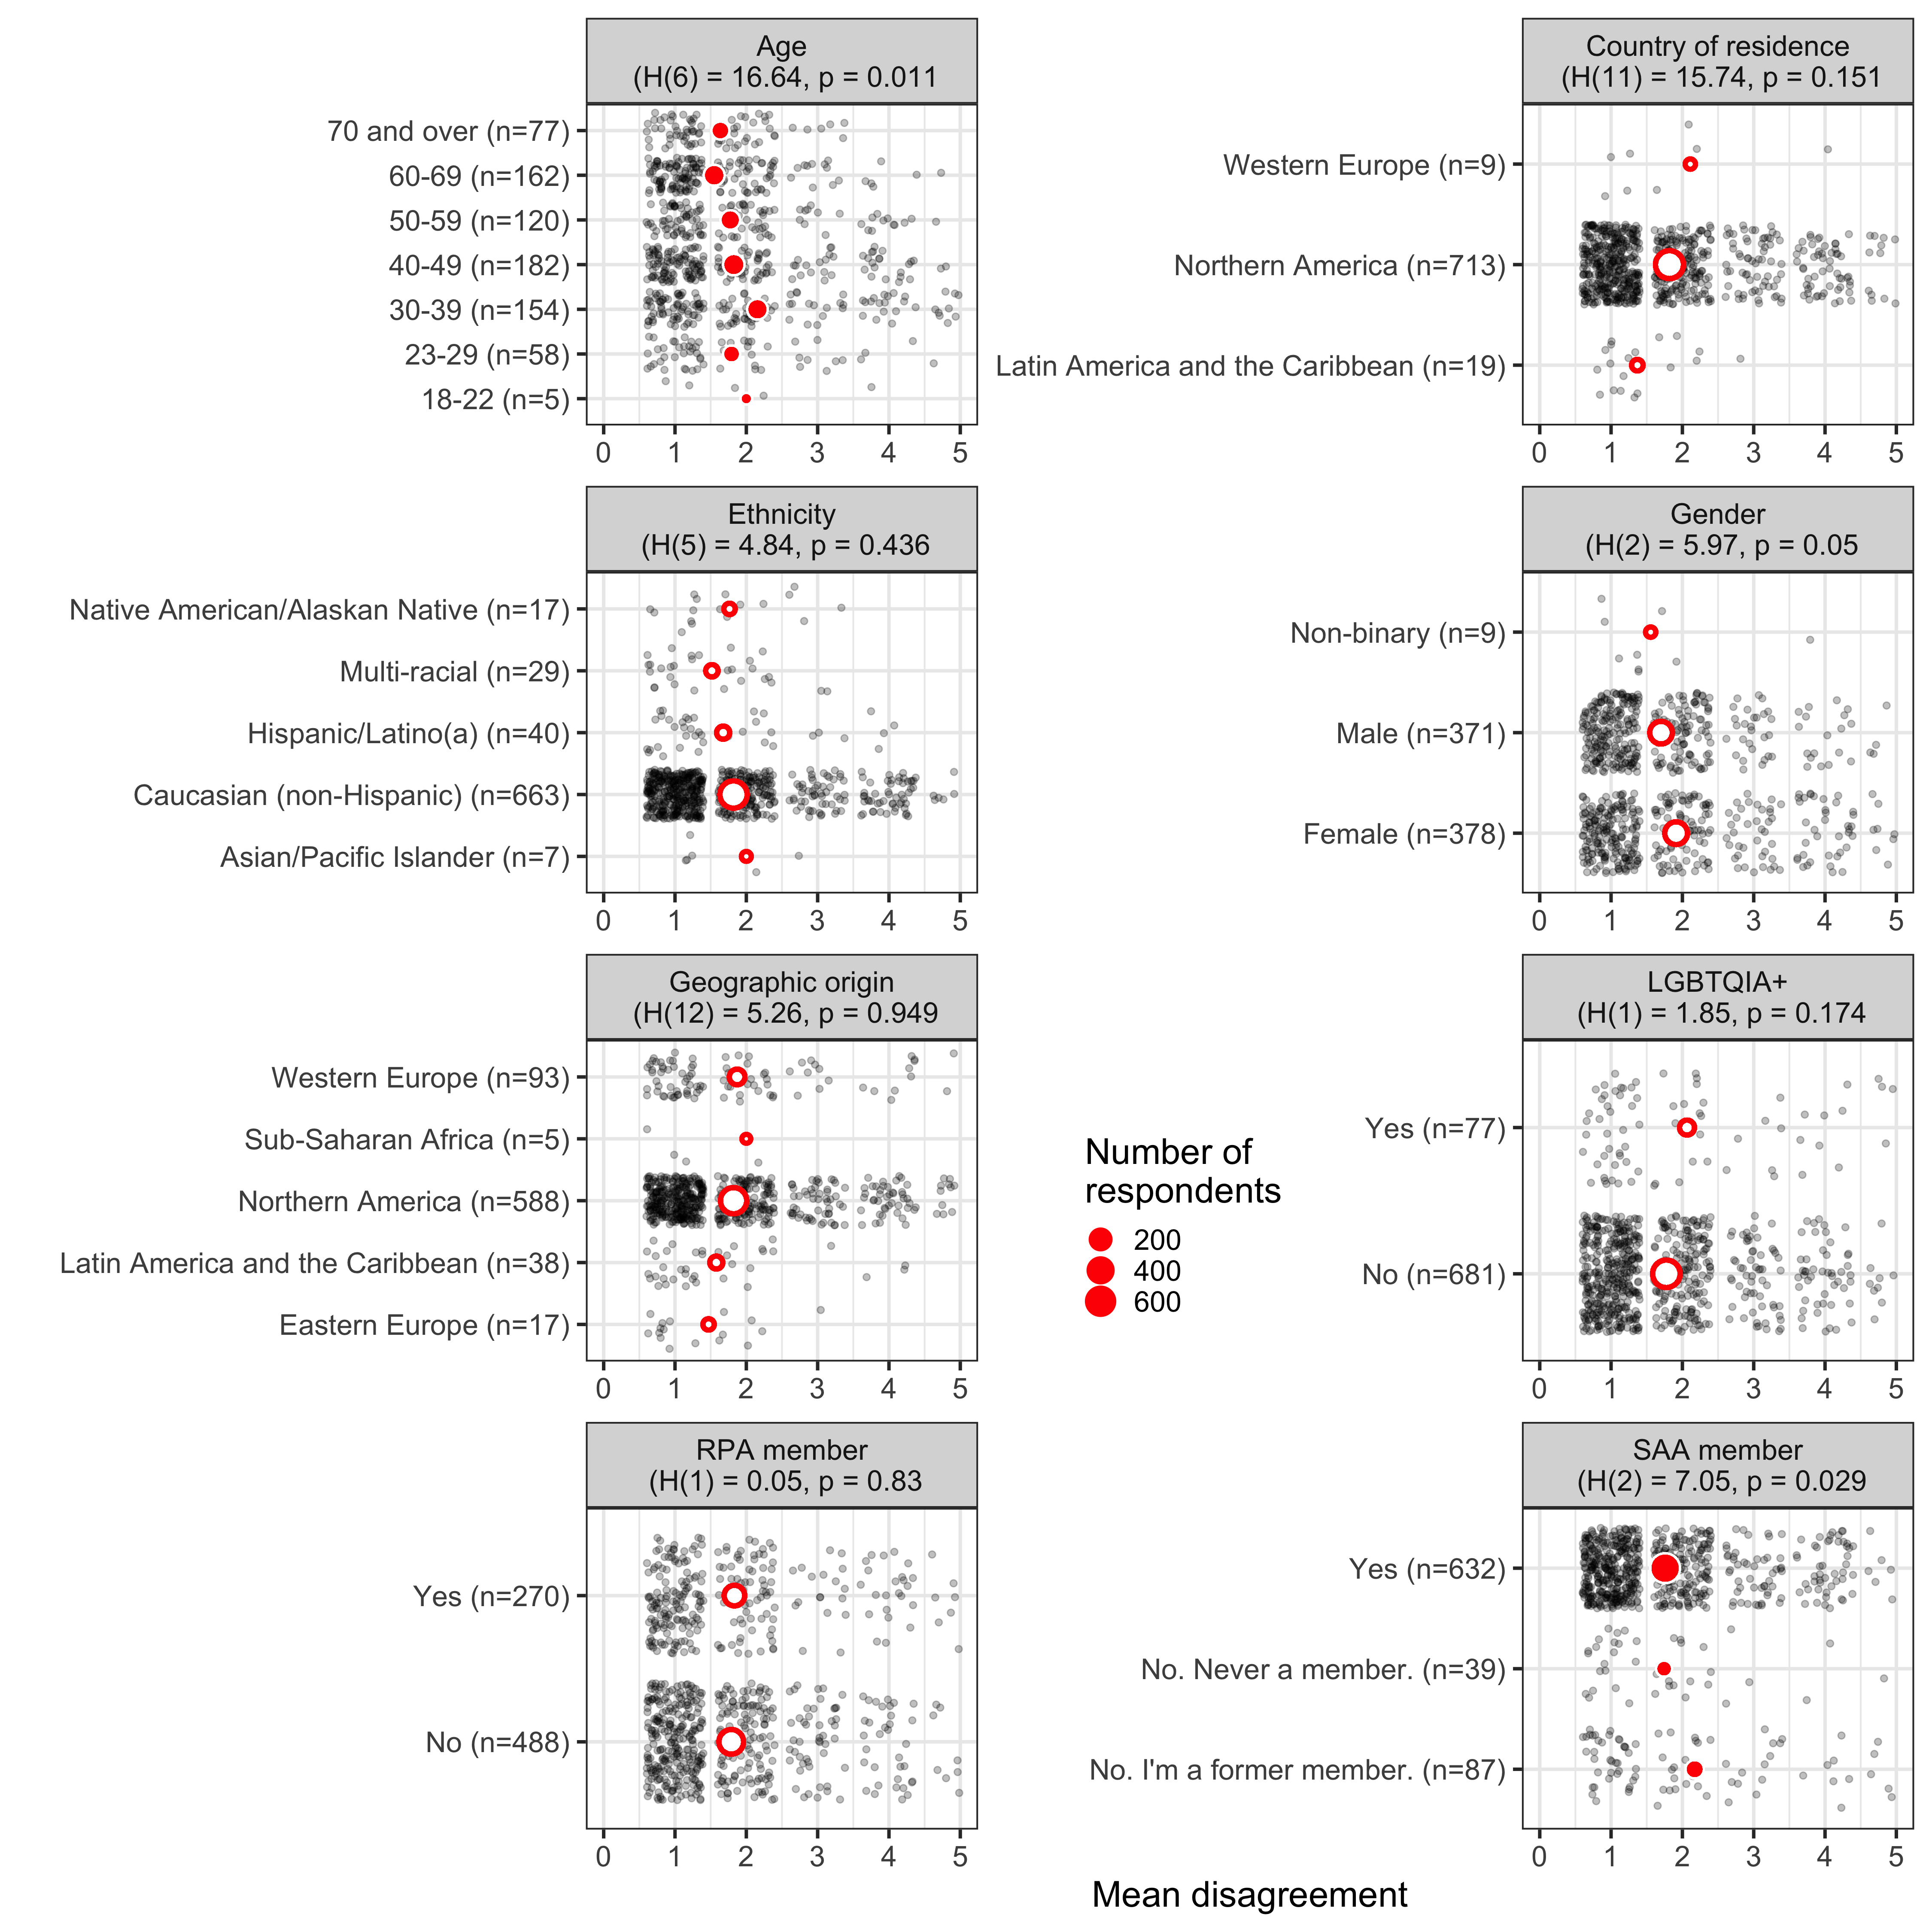 Age
(H(6) = 16.64, p = 0.011
70 and over (n=77)
60-69 (n=162)
50-59 (n=120)
40-49 (n=182)
30-39 (n=154)
23-29 (n=58)
18-22 (n=5)
0 1 2 3 4 5
Country of residence
(H(11) = 15.74, p = 0.151
Western Europe (n=9)
Northern America (n=713)
Latin America and the Caribbean (n=19)
0 1 2 3 4 5
Ethnicity
(H(5) = 4.84, p = 0.436
Native American/Alaskan Native (n=17)
Multi-racial (n=29)
Hispanic/Latino(a) (n=40)
Caucasian (non-Hispanic) (n=663)
Asian/Pacific Islander (n=7)
0 1 2 3 4 5
Gender
(H(2) = 5.97, p = 0.05
Non-binary (n=9)
Male (n=371)
Female (n=378)
0 1 2 3 4 5
Geographic origin
(H(12) = 5.26, p = 0.949
Western Europe (n=93)
Sub-Saharan Africa (n=5)
Northern America (n=588)
Latin America and the Caribbean (n=38)
Eastern Europe (n=17)
0 1 2 3 4 5
Number of
respondents
200
400
600
LGBTQIA+
(H(1) = 1.85, p = 0.174
Yes (n=77)
No (n=681)
0 1 2 3 4 5
RPA member
(H(1) = 0.05, p = 0.83
Yes (n=270)
No (n=488)
0 1 2 3 4 5
SAA member
(H(2) = 7.05, p = 0.029
Yes (n=632)
No. Never a member. (n=39)
No. I'm a former member. (n=87)
0 1 2 3 4 5
Mean disagreement